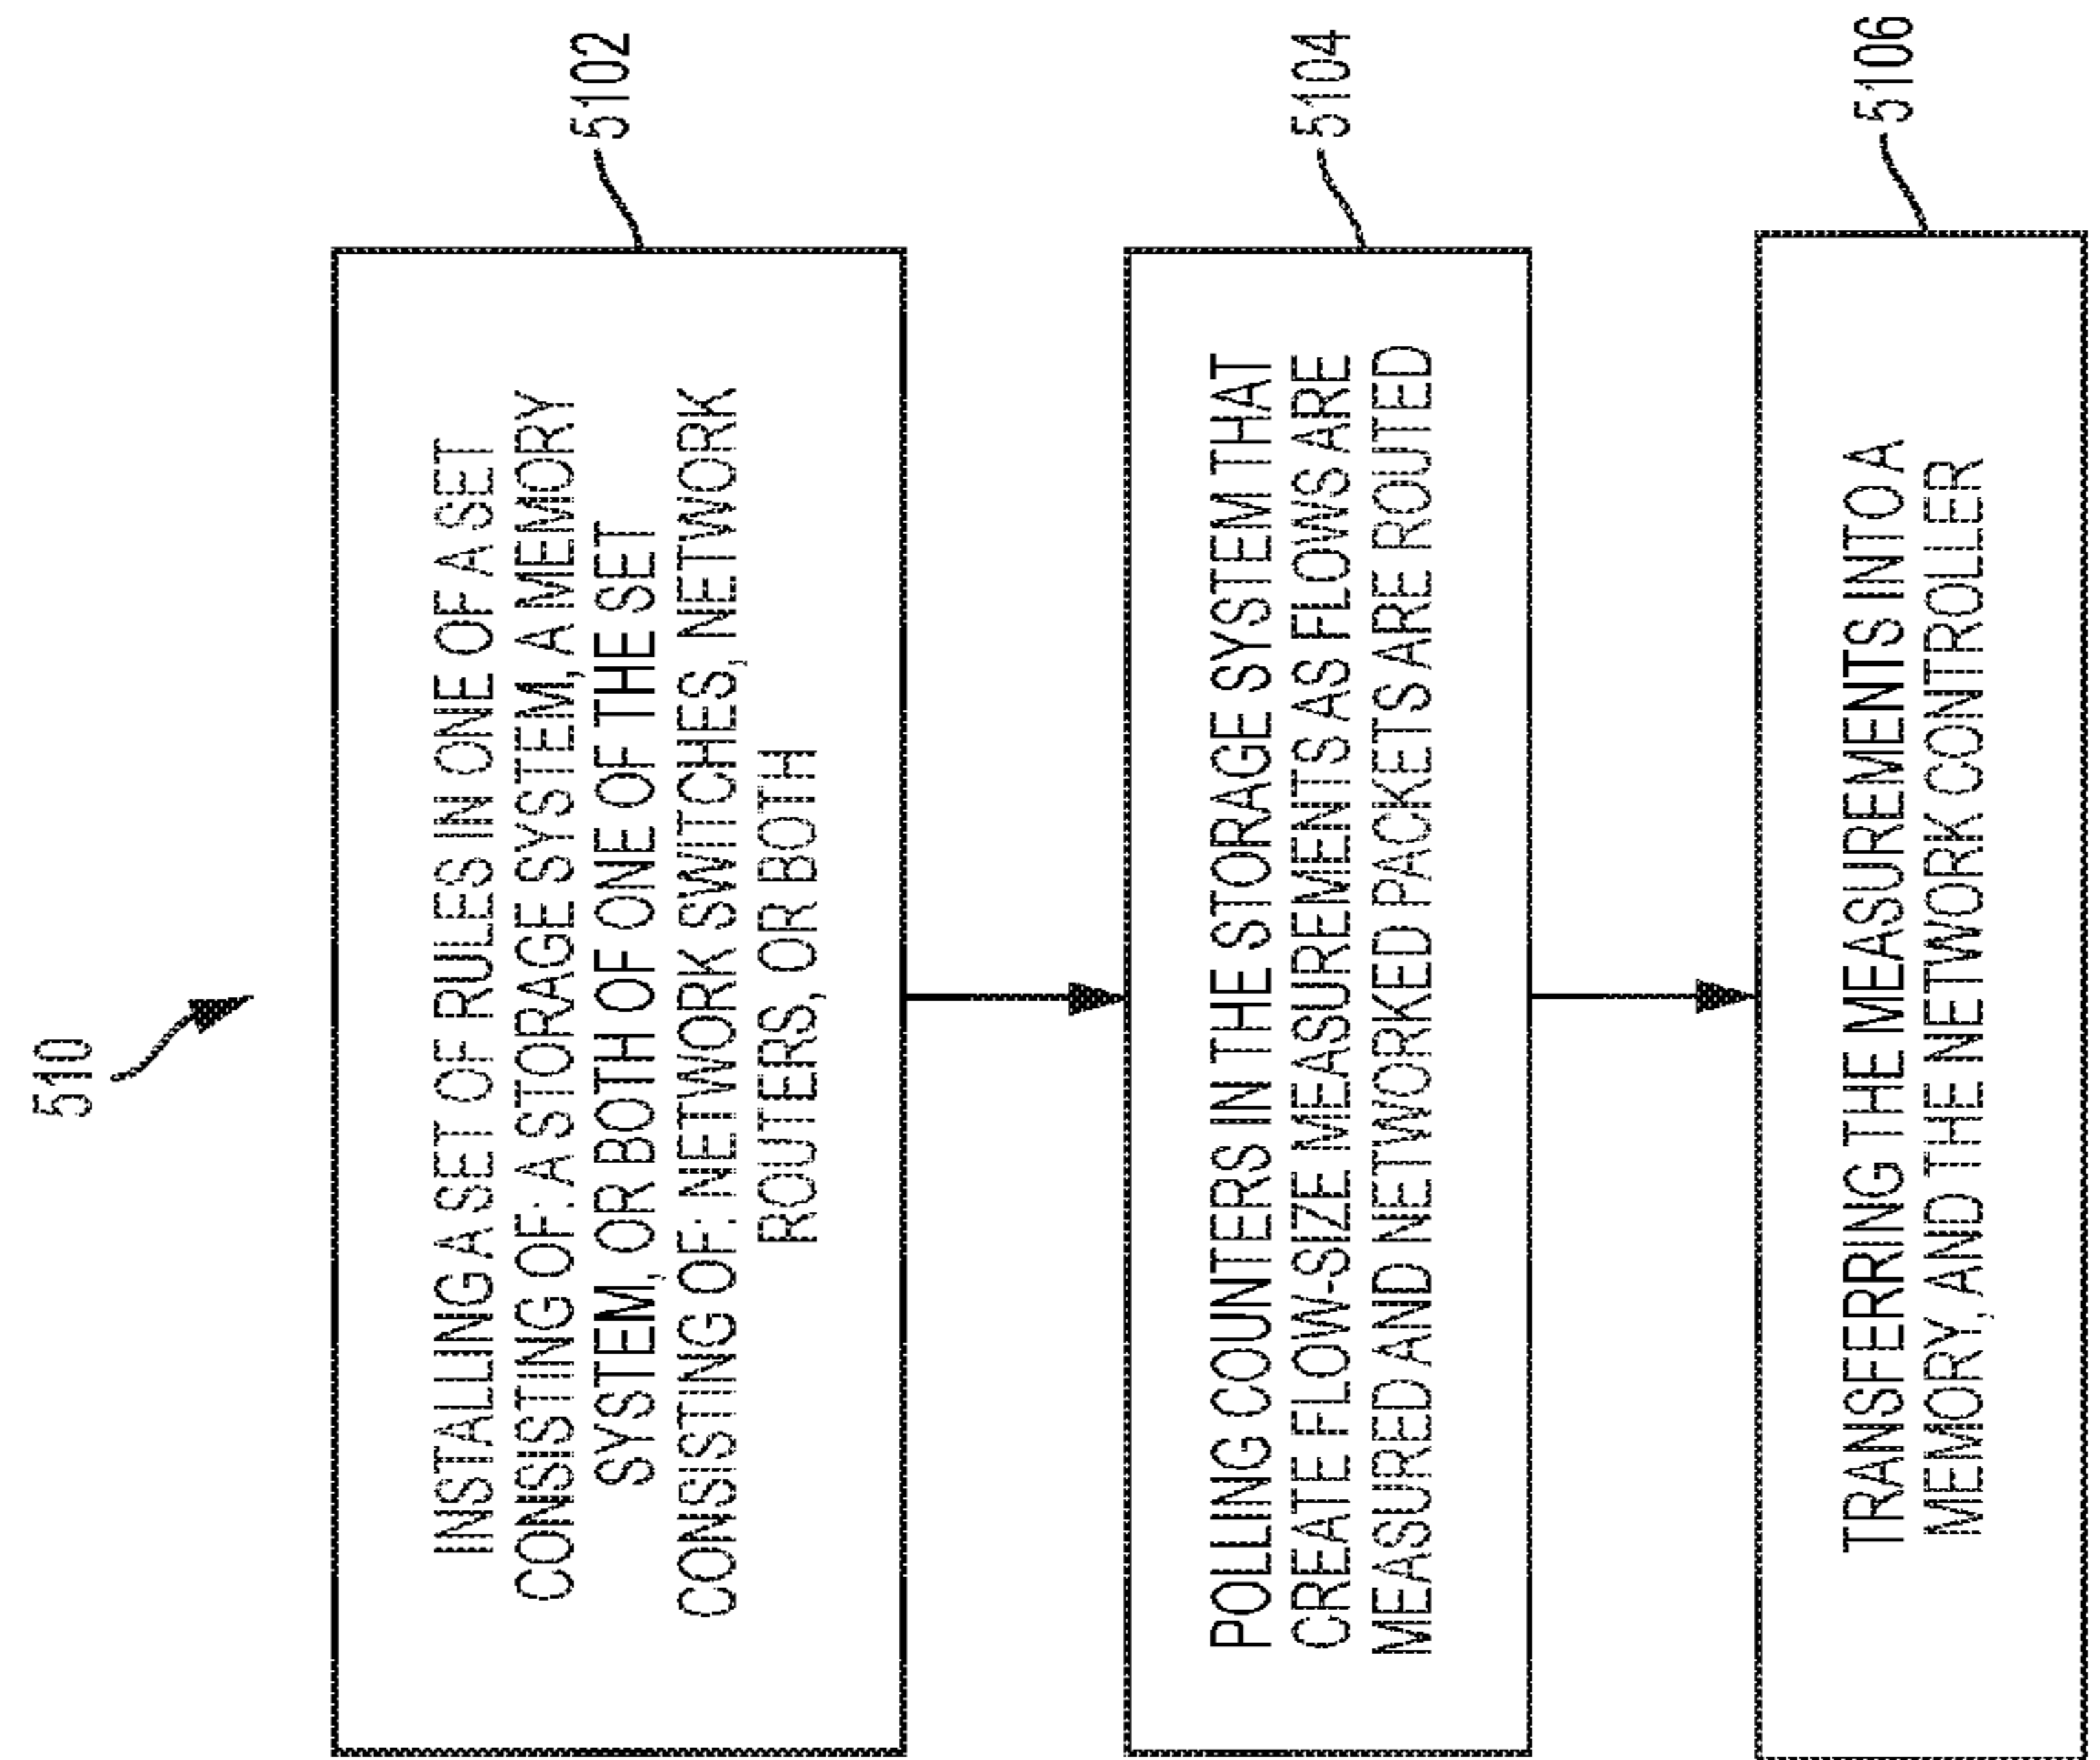 510
INSTALLING A SET OF RULES IN ONE OF A SET
CONSISTING OF: A STORAGE SYSTEM, A MEMORY
SYSTEM, OR BOTH OF ONE OF THE SET
CONSISTING OF: NETWORK SWITCHES, NETWORK
ROUTERS, OR BOTH
5102
POLLING COUNTERS IN THE STORAGE SYSTEM THAT
CREATE FLOW-SIZE MEASUREMENTS AS FLOWS ARE
MEASURED AND NETWORKED PACKETS ARE ROUTED
5104
TRANSFERRING THE MEASUREMENTS INTO A
MEMORY, AND THE NETWORK CONTROLLER
5106